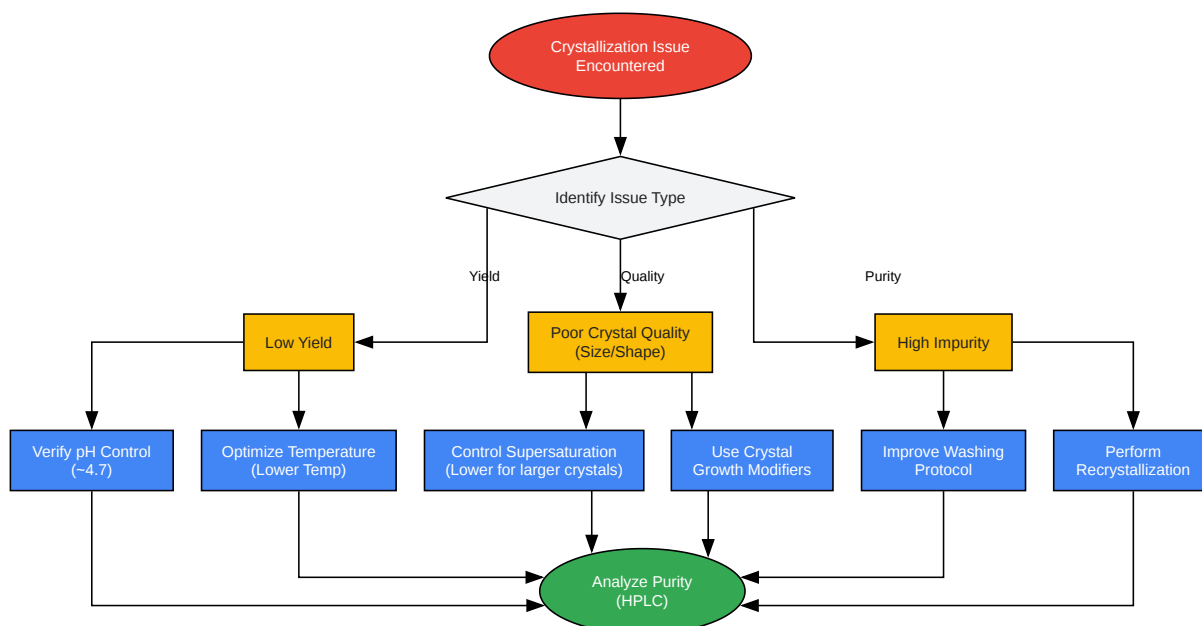 Crystallization Issue
Encountered
Identify Issue Type
Yield
Quality
Purity
Low Yield
Poor Crystal Quality
(Size/Shape)
High Impurity
Verify pH Control
(~4.7)
Optimize Temperature
(Lower Temp)
Control Supersaturation
(Lower for larger crystals)
Use Crystal
Growth Modifiers
Improve Washing
Protocol
Perform
Recrystallization
Analyze Purity
(HPLC)